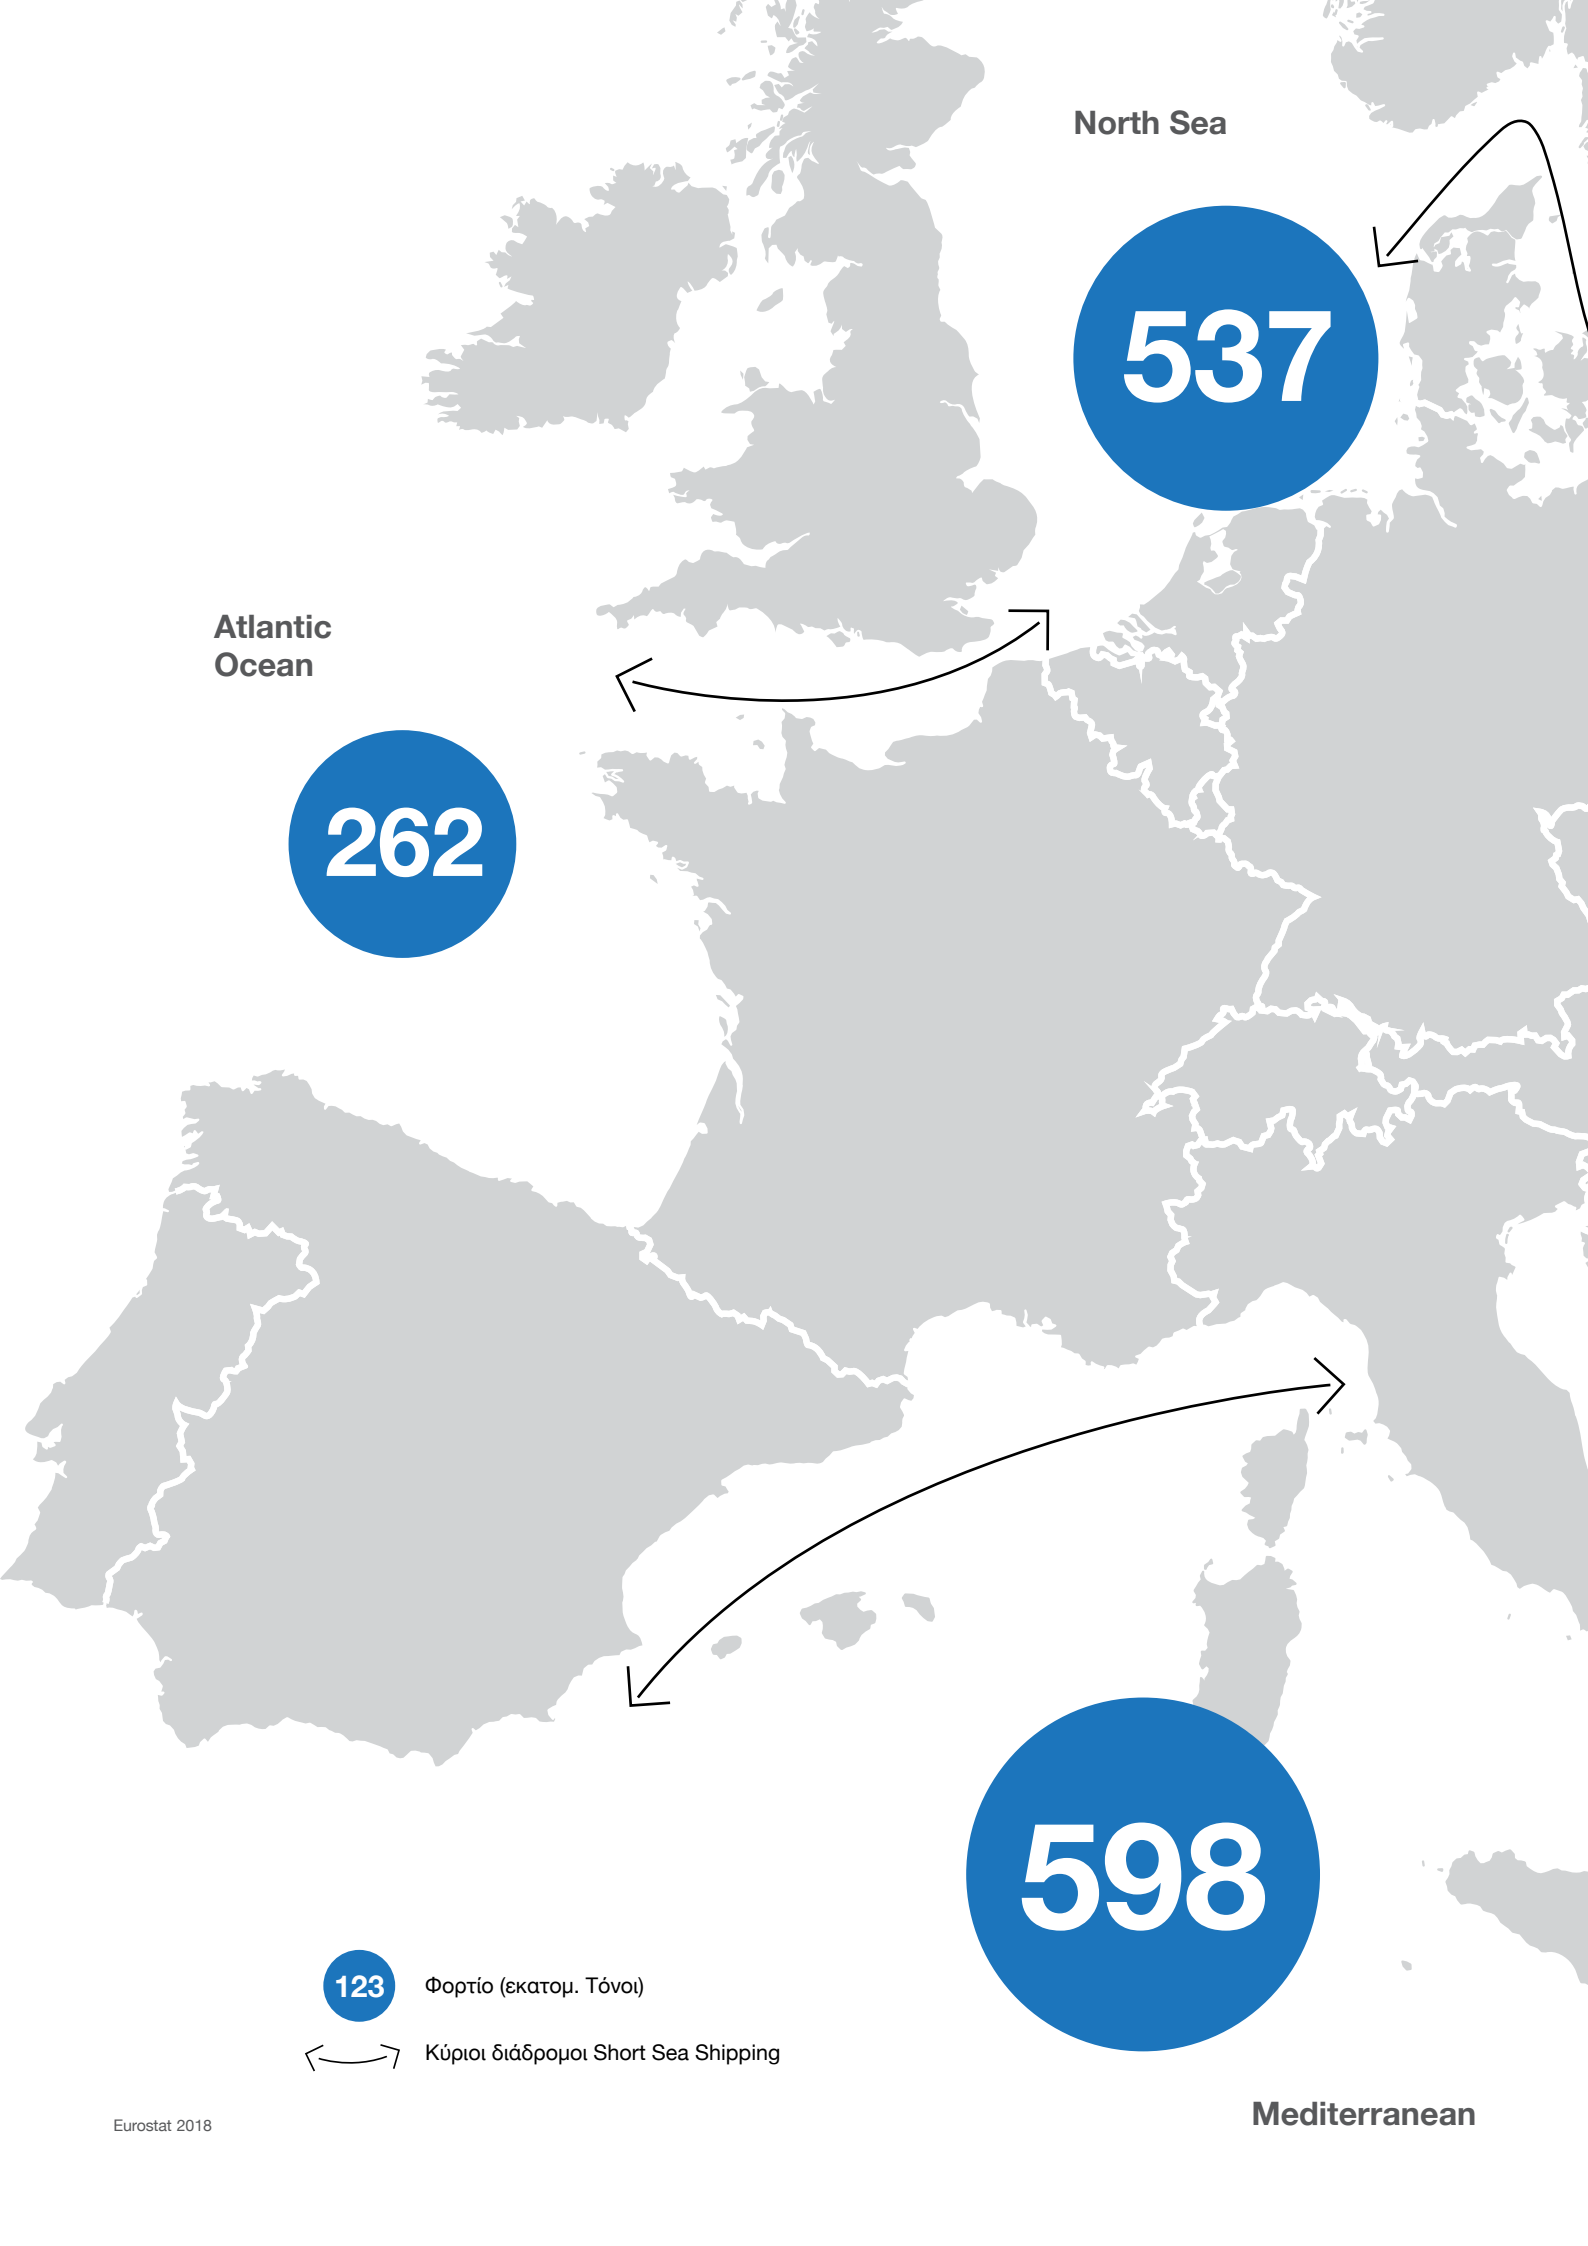 North Sea
537
Atlantic
Ocean
262
598
123 Φορτίο (εκατομ. Τόνοι)
Κύριοι διάδρομοι Short Sea Shipping
Mediterranean
Eurostat 2018